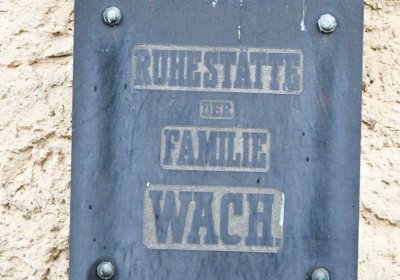 RUHESTÄTTE
DER
FAMILIE
WACH.